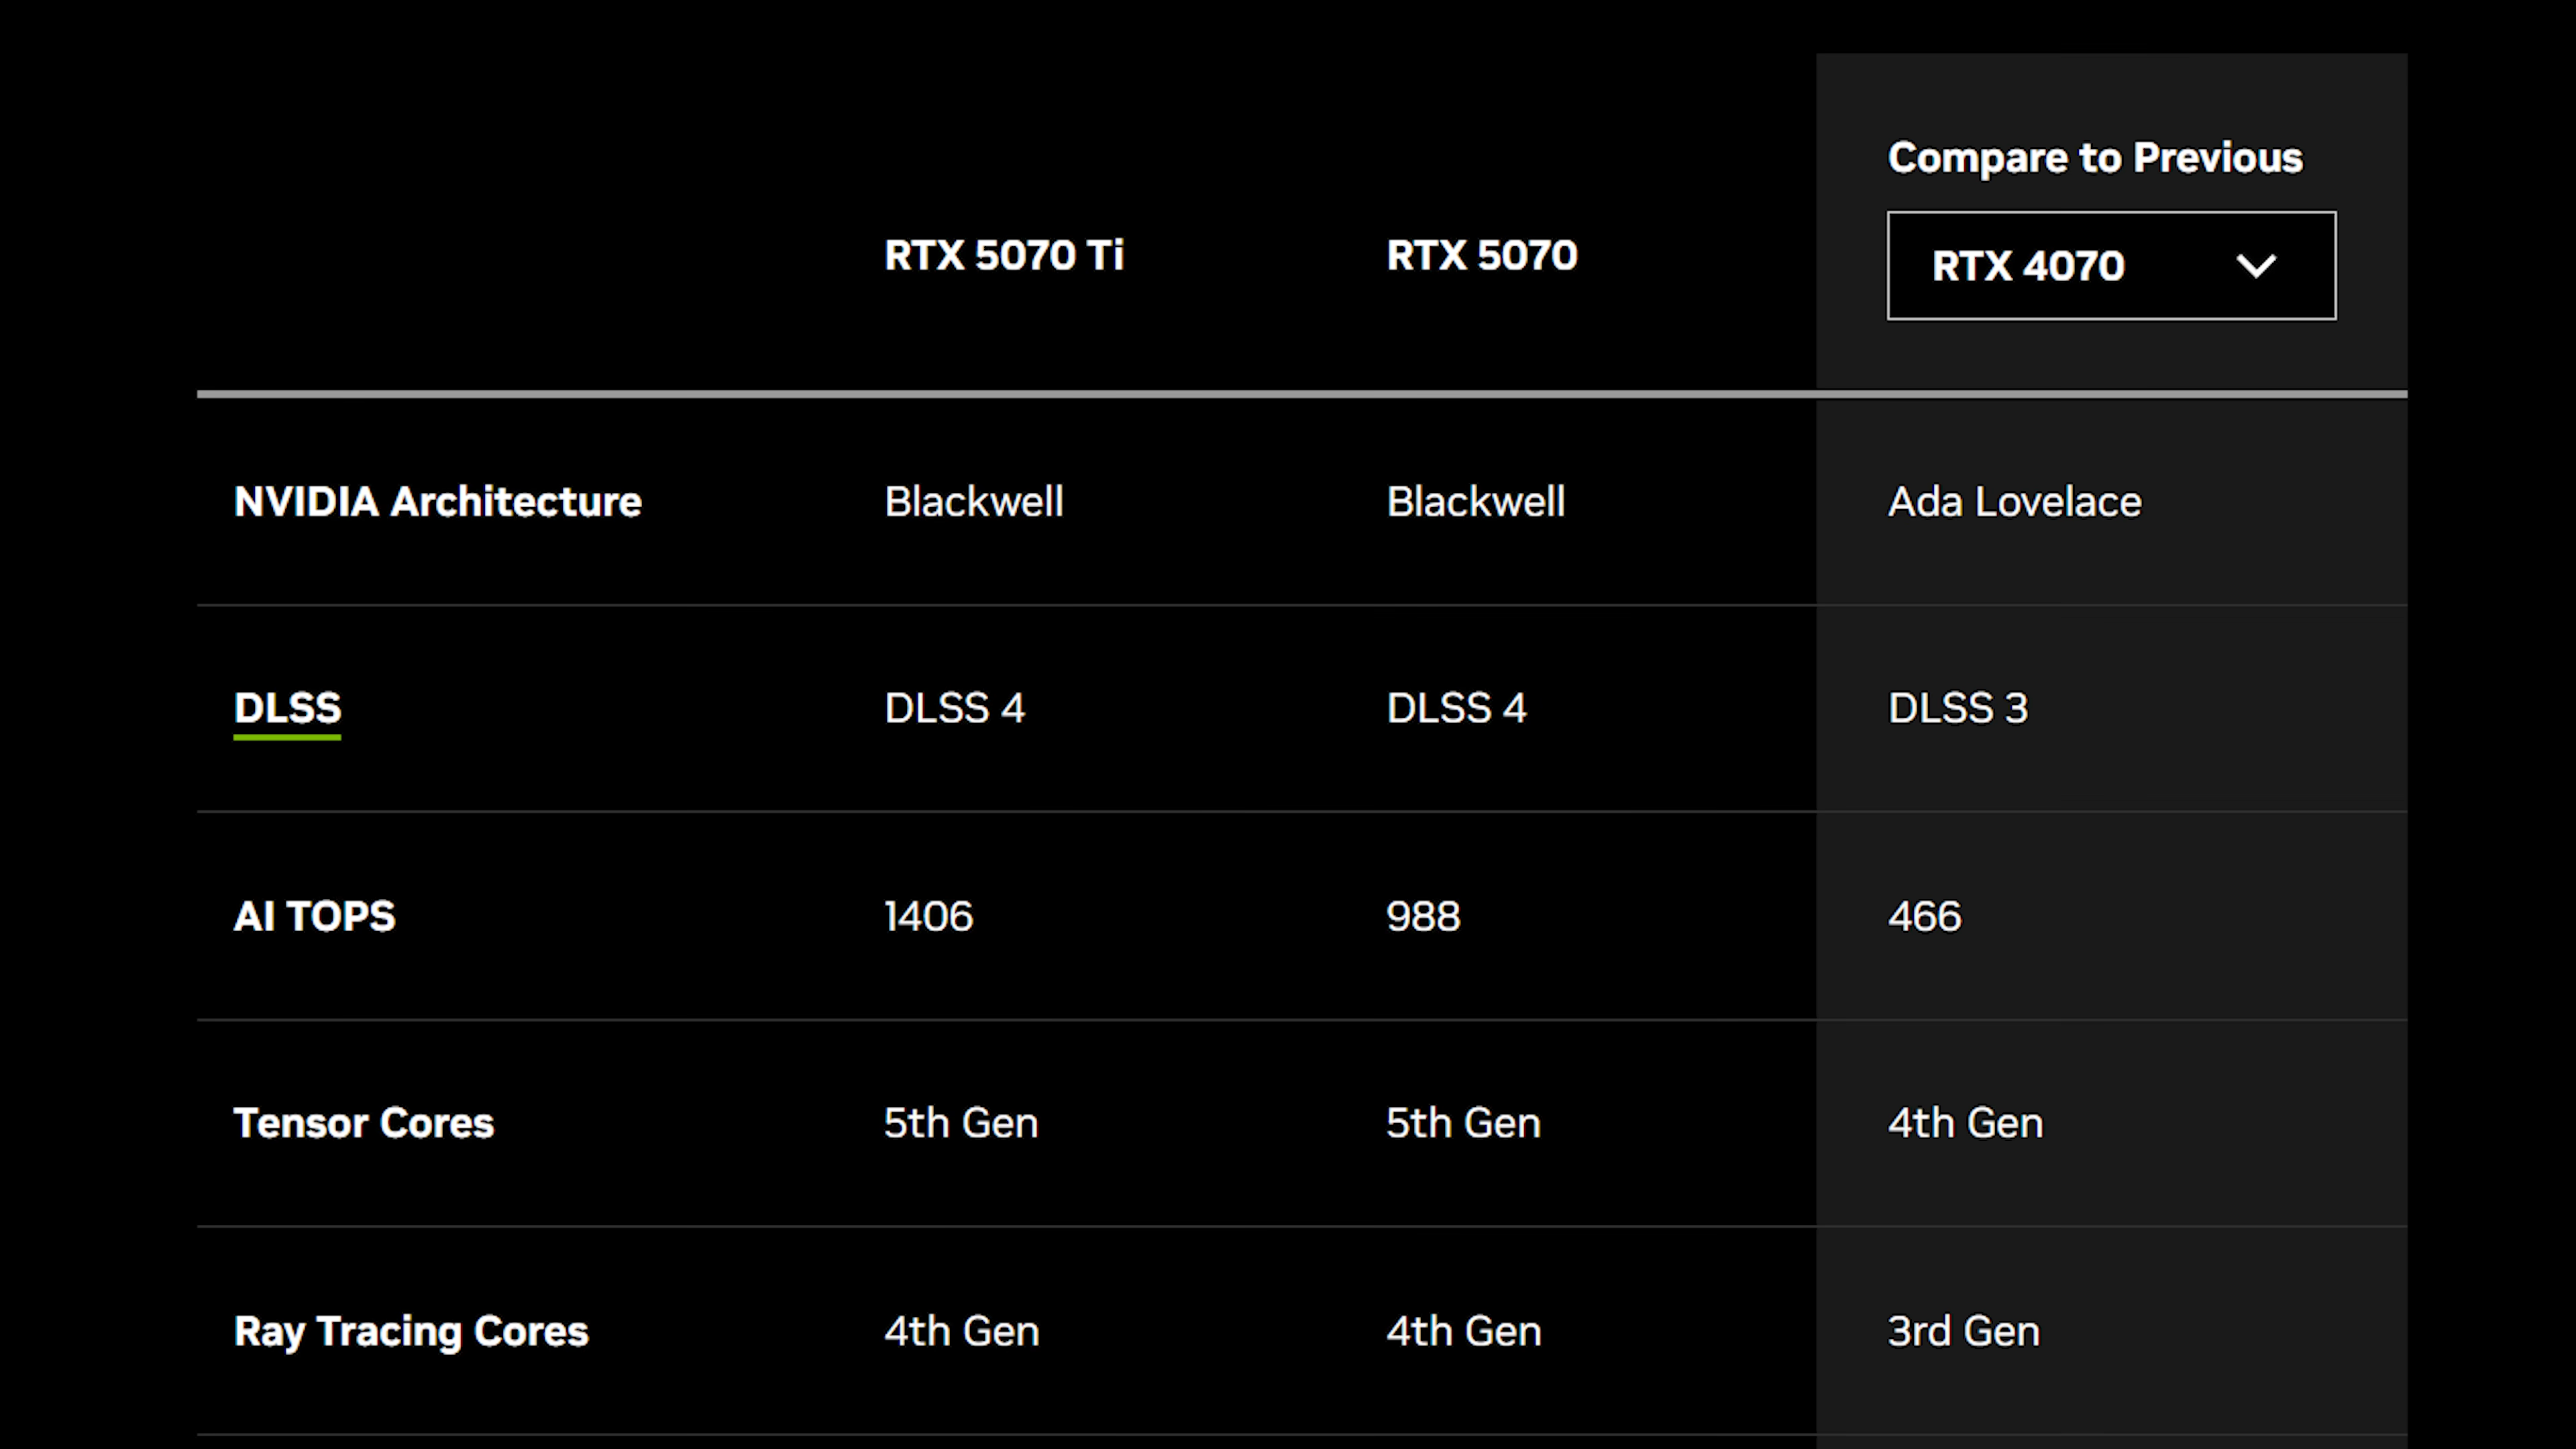 Compare to Previous
RTX 5070 Ti RTX 5070 RTX 4070
NVIDIA Architecture Blackwell Blackwell Ada Lovelace
DLSS DLSS 4 DLSS 4 DLSS 3
AI TOPS 1406 988 466
Tensor Cores 5th Gen 5th Gen 4th Gen
Ray Tracing Cores 4th Gen 4th Gen 3rd Gen